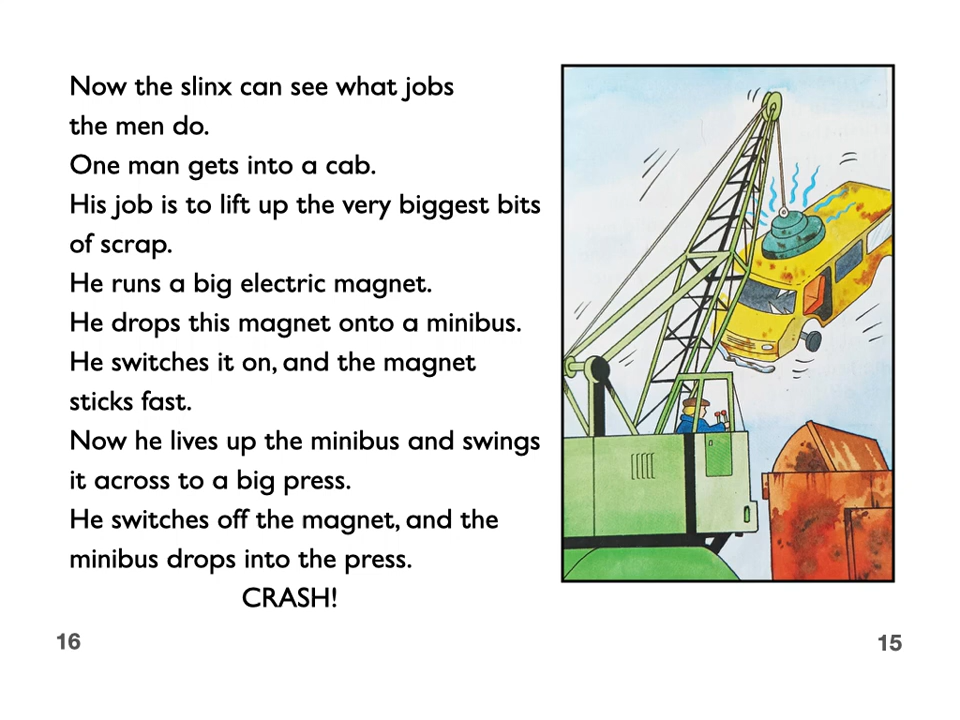 Now the slinx can see what jobs
the men do.
One man gets into a cab.
His job is to lift up the very biggest bits
of scrap.
He runs a big electric magnet.
He drops this magnet onto a minibus.
He switches it on, and the magnet
sticks fast.
Now he lives up the minibus and swings
it across to a big press.
He switches off the magnet, and the
minibus drops into the press.
CRASH!
16
15